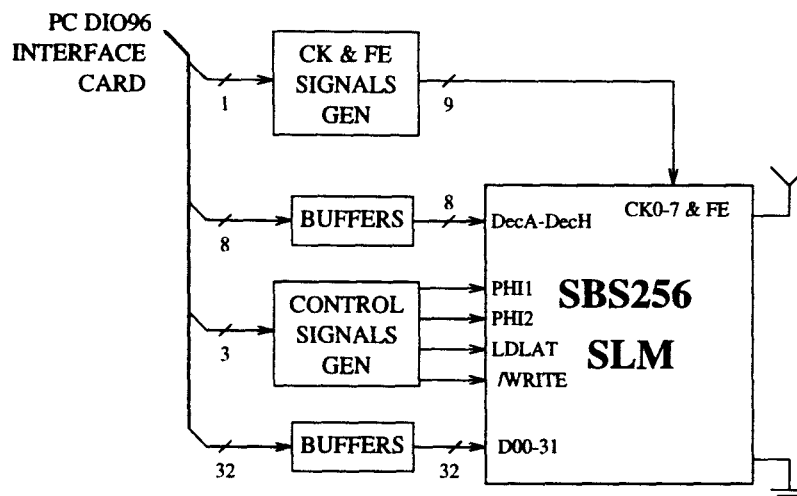 PC DIO96
INTERFACE
CARD
CK & FE
SIGNALS
GEN
1
9
CK0-7 & FE
BUFFERS
8
8
DecA-DecH
CONTROL
SIGNALS
GEN
3
PHI1
PHI2
LDLAT
/WRITE
SBS256
SLM
BUFFERS
32
32
D00-31